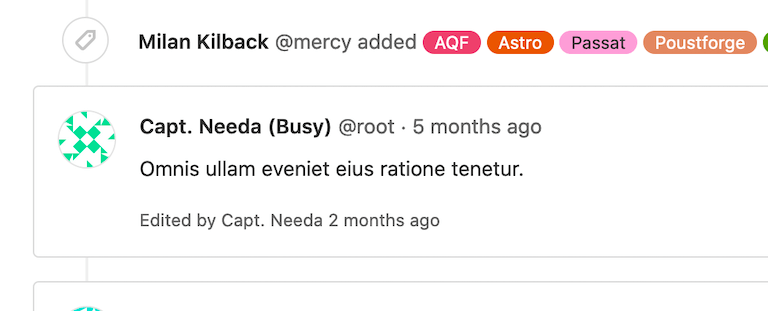 Milan Kilback @mercy added AQF Astro Passat Poustforge
Capt. Needa (Busy) @root · 5 months ago
Omnis ullam eveniet eius ratione tenetur.
Edited by Capt. Needa 2 months ago